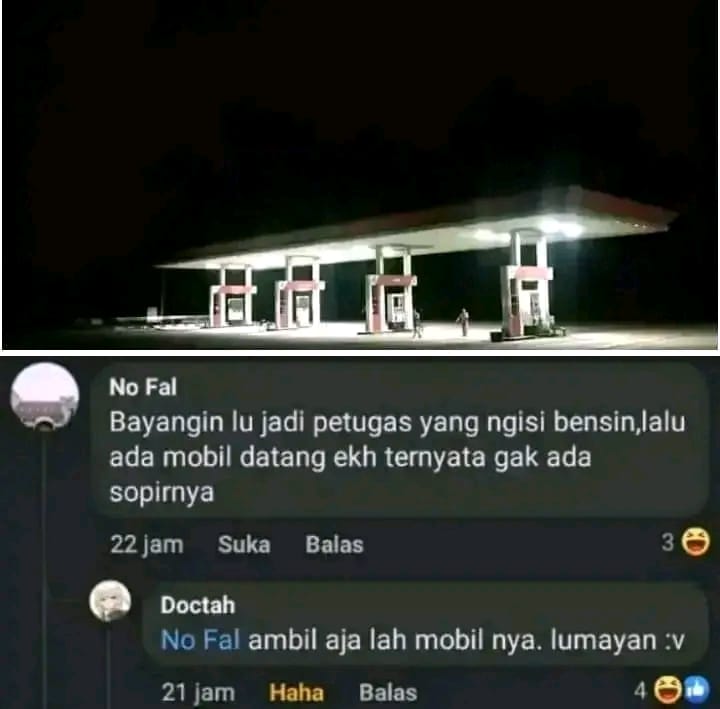 No Fal
Bayangin lu jadi petugas yang ngisi bensin,lalu
ada mobil datang ekh ternyata gak ada
sopirnya
22 jam Suka Balas 3
Doctah
No Fal ambil aja lah mobil nya. lumayan :v
21 jam Haha Balas 4